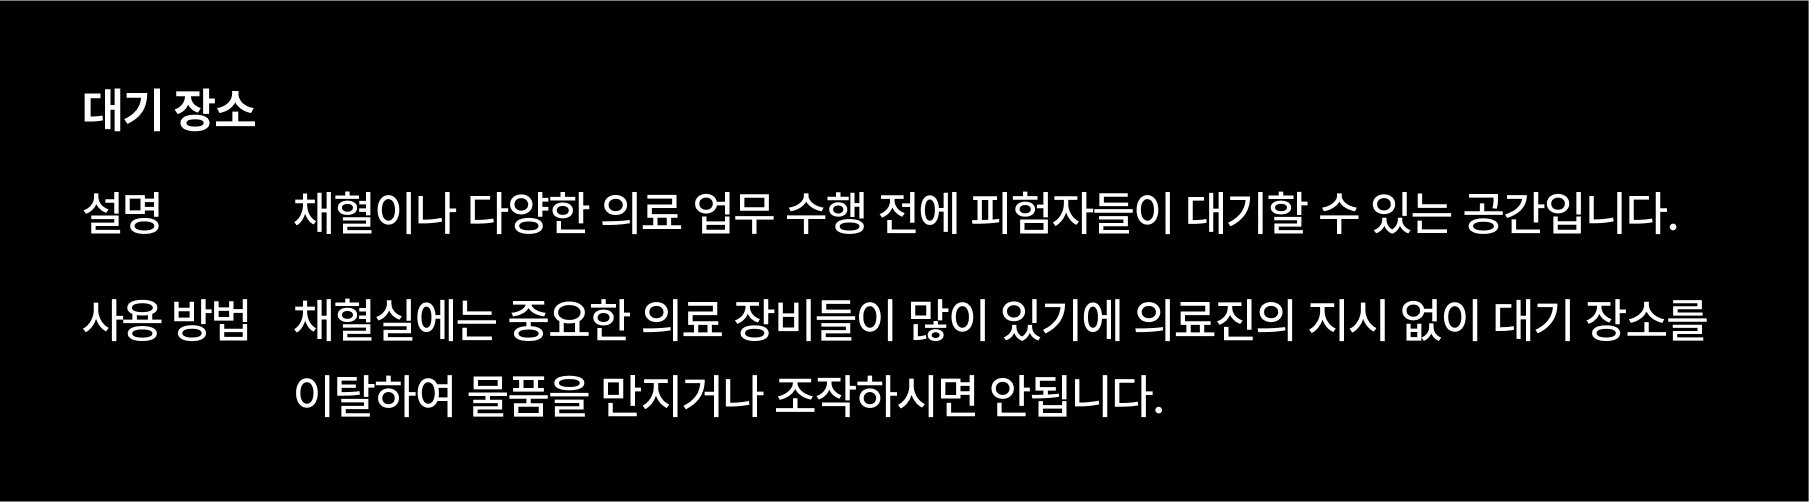 대기 장소
설명 채혈이나 다양한 의료 업무 수행 전에 피험자들이 대기할 수 있는 공간입니다.
사용 방법 채혈실에는 중요한 의료 장비들이 많이 있기에 의료진의 지시 없이 대기 장소를
이탈하여 물품을 만지거나 조작하시면 안됩니다.